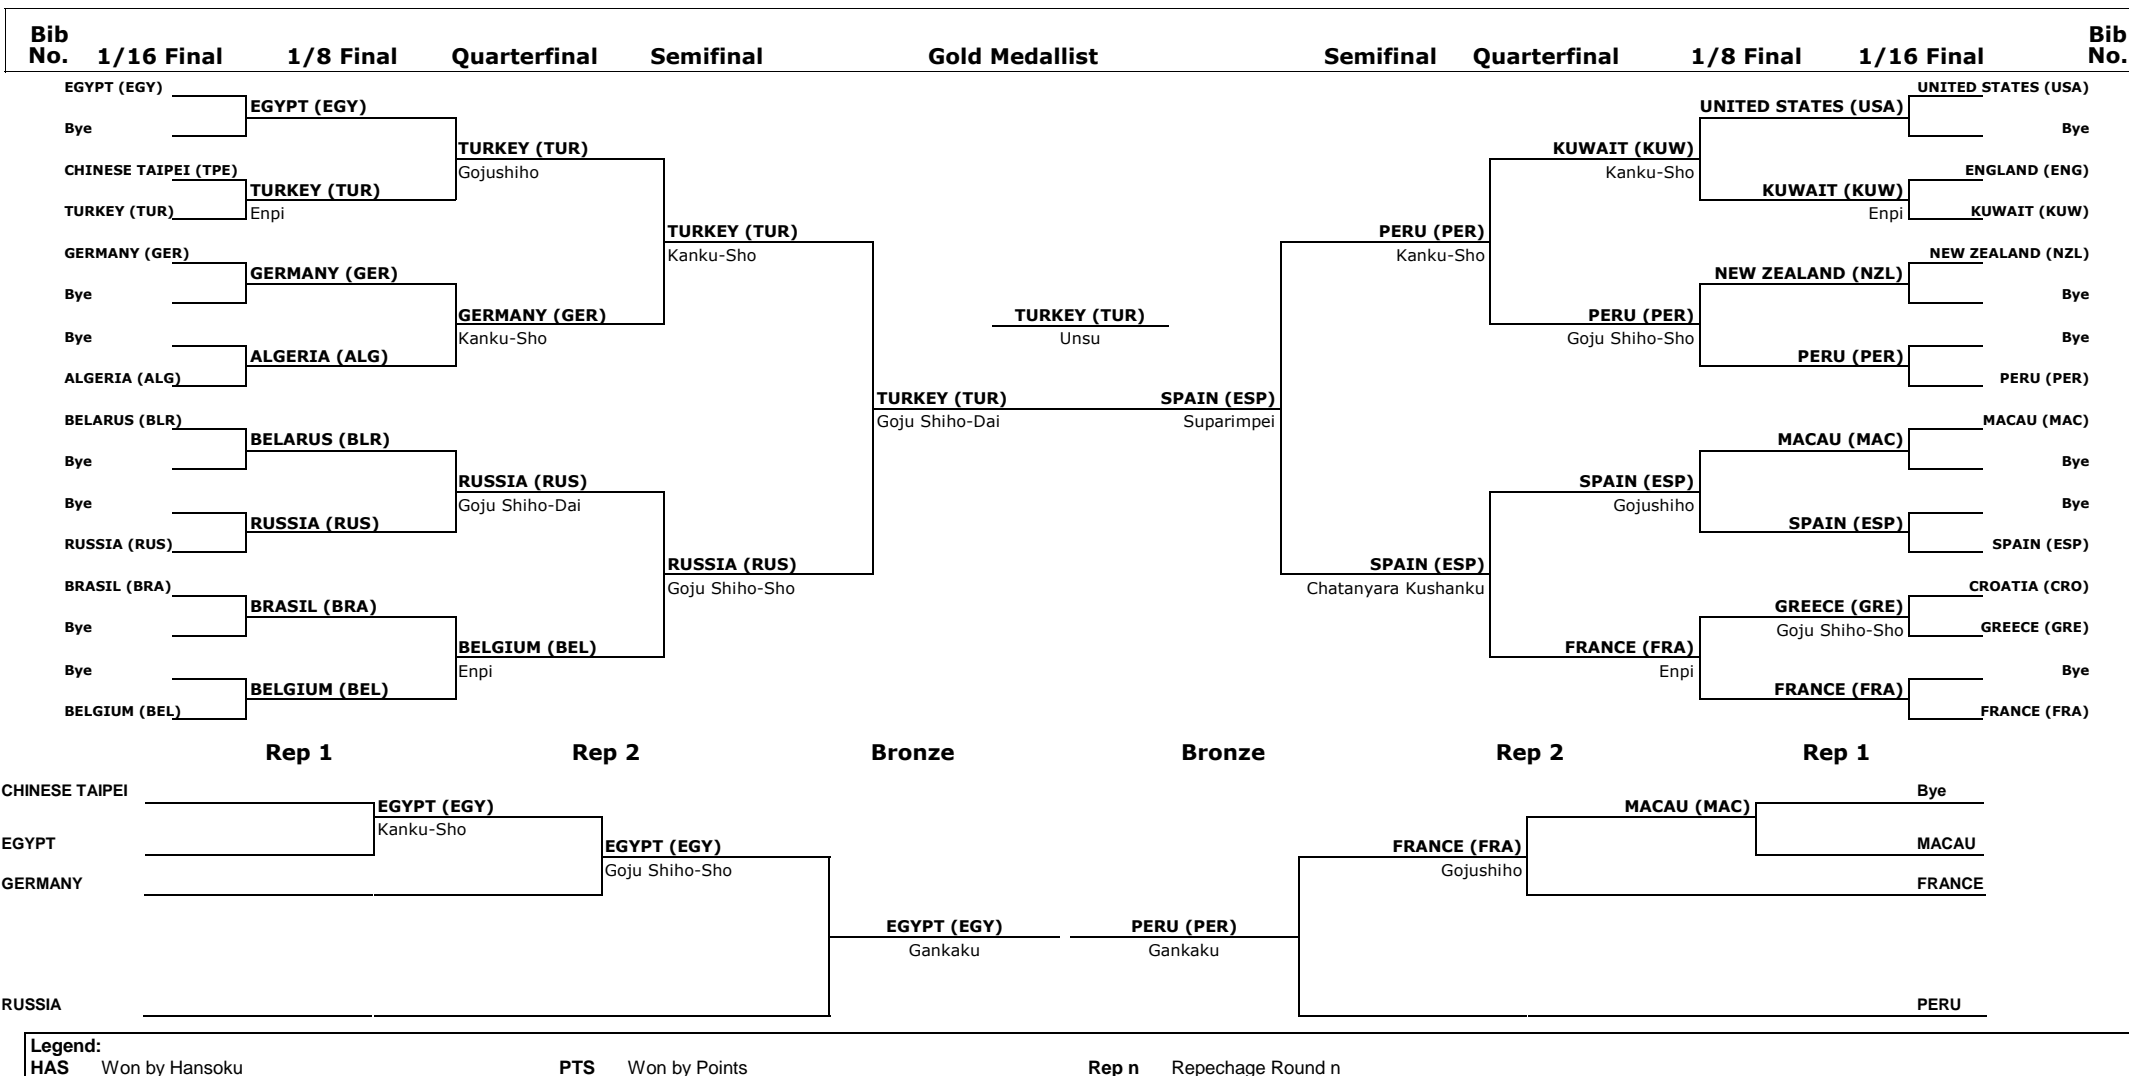 Bib No. 1/16 Final 1/8 Final Quarterfinal Semifinal Gold Medallist Semifinal Quarterfinal 1/8 Final 1/16 Final Bib No.
EGYPT (EGY)
EGYPT (EGY)
Bye
TURKEY (TUR)
Gojushiho
CHINESE TAIPEI (TPE)
TURKEY (TUR)
Enpi
TURKEY (TUR)
TURKEY (TUR)
Kanku-Sho
GERMANY (GER)
GERMANY (GER)
Bye
GERMANY (GER)
Kanku-Sho
Bye
ALGERIA (ALG)
ALGERIA (ALG)
TURKEY (TUR)
Goju Shiho-Dai
BELARUS (BLR)
BELARUS (BLR)
Bye
RUSSIA (RUS)
Goju Shiho-Dai
Bye
RUSSIA (RUS)
RUSSIA (RUS)
RUSSIA (RUS)
Goju Shiho-Sho
BRASIL (BRA)
BRASIL (BRA)
Bye
BELGIUM (BEL)
Enpi
Bye
BELGIUM (BEL)
BELGIUM (BEL)
TURKEY (TUR)
Unsu
UNITED STATES (USA)
UNITED STATES (USA)
Bye
KUWAIT (KUW)
Kanku-Sho
ENGLAND (ENG)
KUWAIT (KUW)
Enpi
KUWAIT (KUW)
PERU (PER)
Kanku-Sho
NEW ZEALAND (NZL)
NEW ZEALAND (NZL)
Bye
PERU (PER)
Goju Shiho-Sho
Bye
PERU (PER)
PERU (PER)
SPAIN (ESP)
Suparimpei
MACAU (MAC)
MACAU (MAC)
Bye
SPAIN (ESP)
Gojushiho
Bye
SPAIN (ESP)
SPAIN (ESP)
SPAIN (ESP)
Chatanyara Kushanku
CROATIA (CRO)
GREECE (GRE)
Goju Shiho-Sho
GREECE (GRE)
FRANCE (FRA)
Enpi
Bye
FRANCE (FRA)
FRANCE (FRA)
Rep 1 Rep 2 Bronze Bronze Rep 2 Rep 1
CHINESE TAIPEI
EGYPT (EGY)
Kanku-Sho
EGYPT
EGYPT (EGY)
Goju Shiho-Sho
GERMANY
EGYPT (EGY)
Gankaku
RUSSIA
Bye
MACAU (MAC)
MACAU
FRANCE (FRA)
Gojushiho
FRANCE
PERU (PER)
Gankaku
PERU
Legend:
HAS Won by Hansoku PTS Won by Points Rep n Repechage Round n